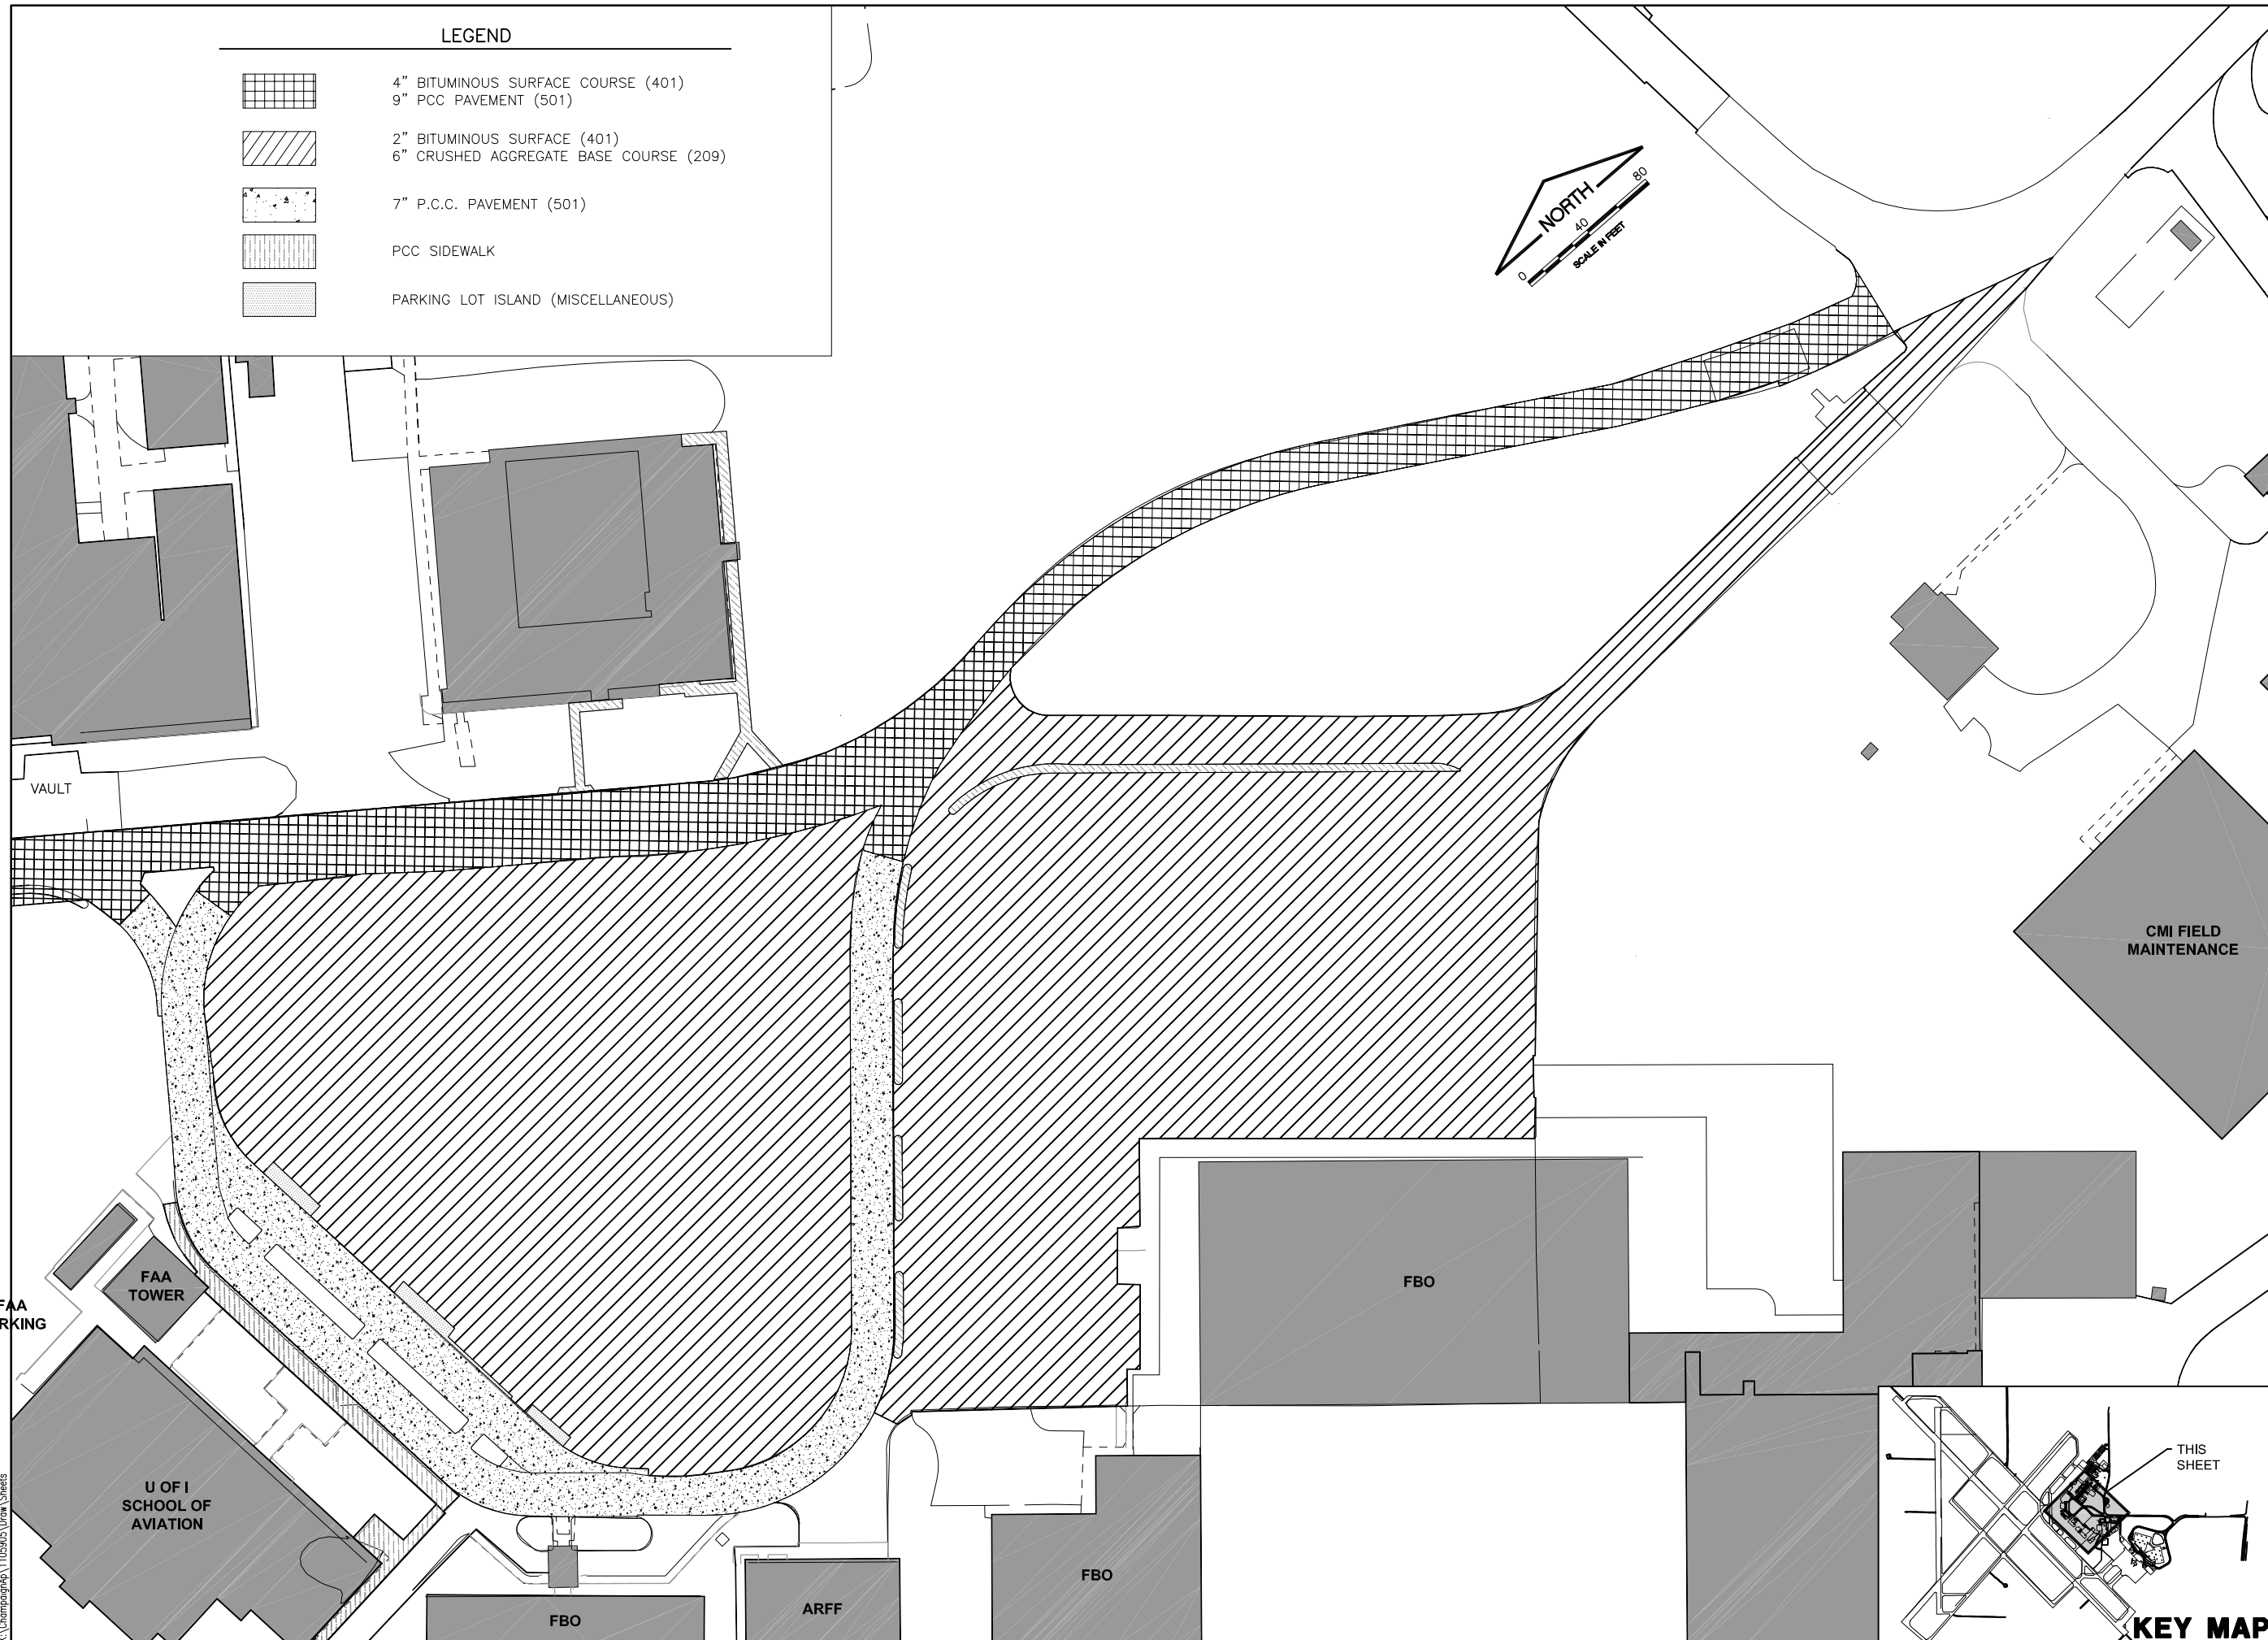 LEGEND
4" BITUMINOUS SURFACE COURSE (401)
9" PCC PAVEMENT (501)
2" BITUMINOUS SURFACE (401)
6" CRUSHED AGGREGATE BASE COURSE (209)
7" P.C.C. PAVEMENT (501)
PCC SIDEWALK
PARKING LOT ISLAND (MISCELLANEOUS)
NORTH
0 40 80
SCALE IN FEET
VAULT
CMI FIELD
MAINTENANCE
FAA
TOWER
FAA
RKING
FBO
U OF I
SCHOOL OF
AVIATION
FBO
ARFF
FBO
THIS
SHEET
KEY MAP